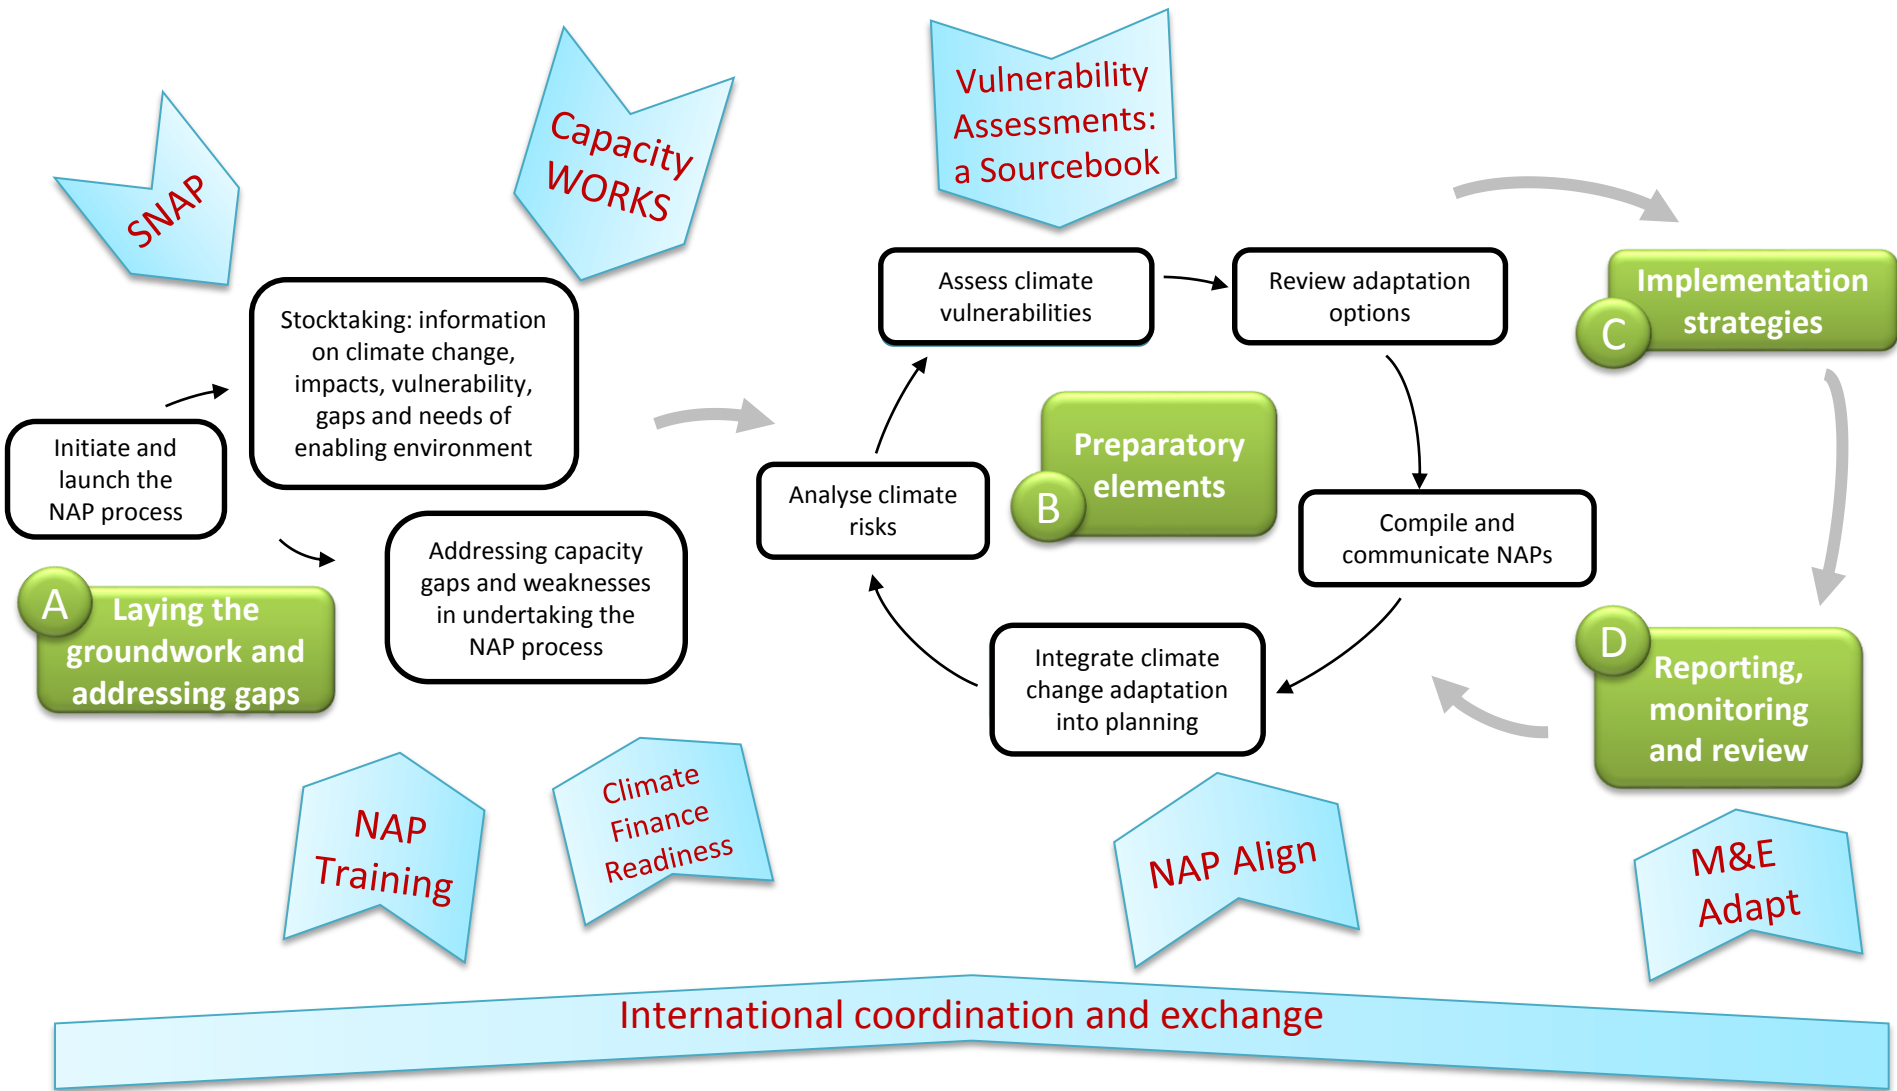 SNAP
Capacity
WORKS
Vulnerability
Assessments:
a Sourcebook
Initiate and
launch the
NAP process
Stocktaking: information
on climate change,
impacts, vulnerability,
gaps and needs of
enabling environment
Addressing capacity
gaps and weaknesses
in undertaking the
NAP process
A
Laying the
groundwork and
addressing gaps
Assess climate
vulnerabilities
Review adaptation
options
Analyse climate
risks
B
Preparatory
elements
Compile and
communicate NAPs
Integrate climate
change adaptation
into planning
C
Implementation
strategies
D
Reporting,
monitoring
and review
NAP
Training
Climate
Finance
Readiness
NAP Align
M&E
Adapt
International coordination and exchange